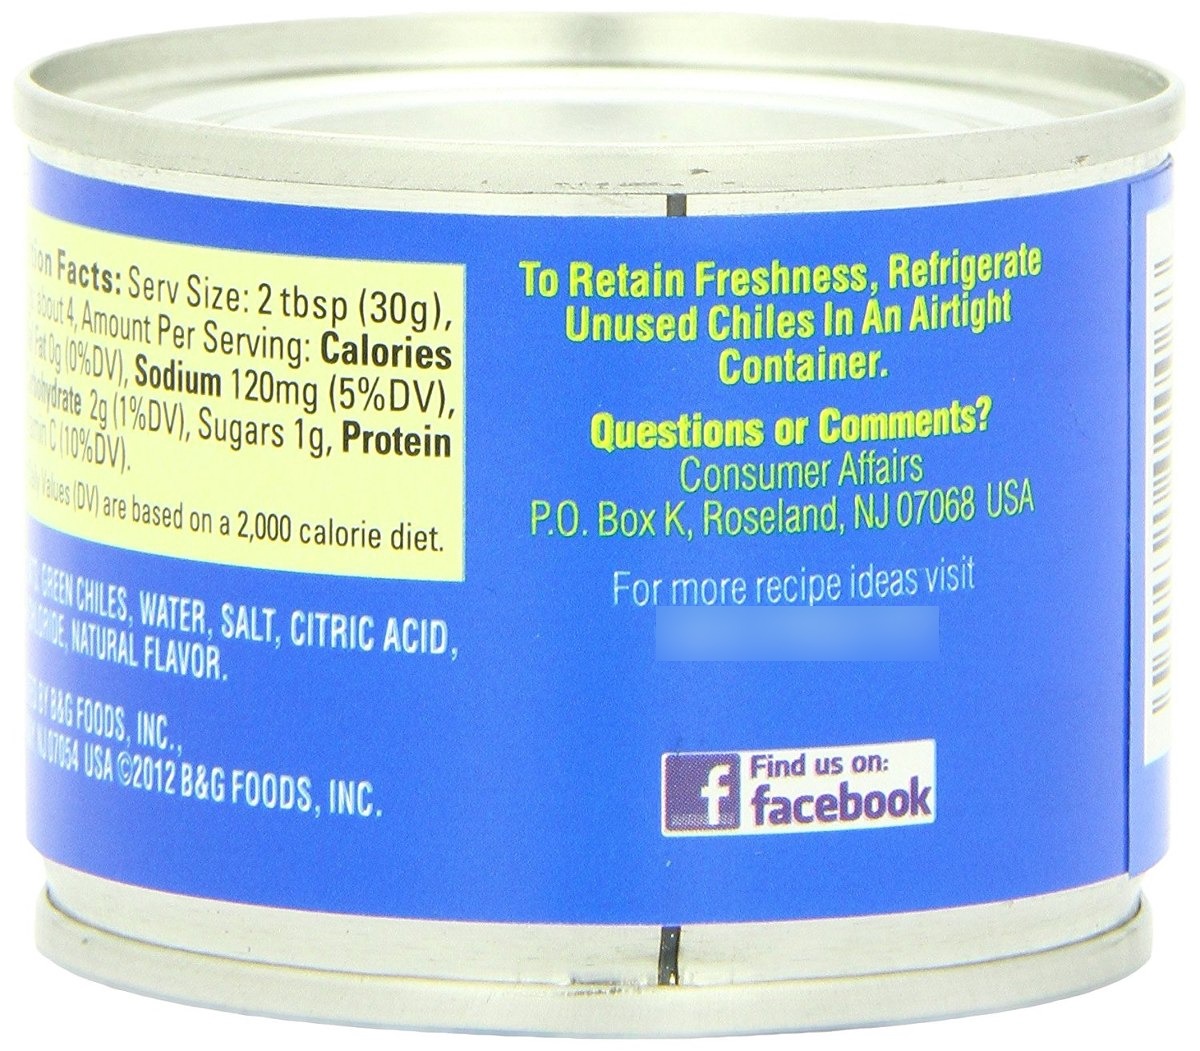 Facts: Serv Size: 2 tbsp (30g),
about 4, Amount Per Serving: Calories
Fat 0g (0%DV), Sodium 120mg (5%DV),
2g (1%DV), Sugars 1g, Protein
C (10%DV).
Values (DV) are based on a 2,000 calorie diet.
GREEN CHILES, WATER, SALT, CITRIC ACID,
NATURAL FLAVOR.
BY B&G FOODS, INC.,
NJ 07054 USA ©2012 B&G FOODS, INC.
To Retain Freshness, Refrigerate
Unused Chiles In An Airtight
Container.
Questions or Comments?
Consumer Affairs
P.O. Box K, Roseland, NJ 07068 USA
For more recipe ideas visit
f Find us on:
facebook